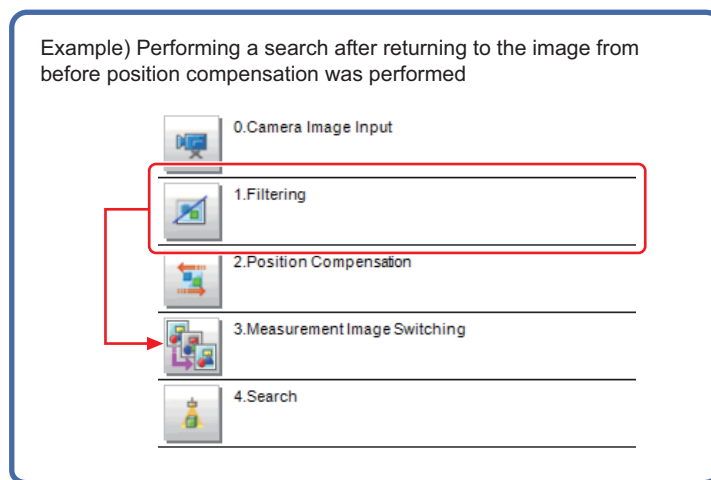 Example) Performing a search after returning to the image from
before position compensation was performed
0.Camera Image Input
1.Filtering
2.Position Compensation
3.Measurement Image Switching
4.Search